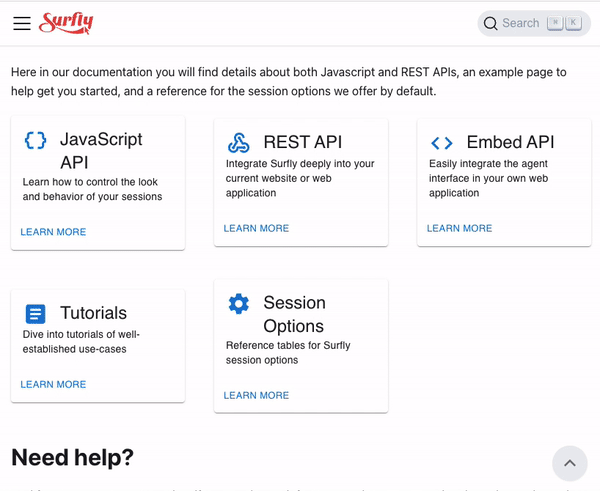 Surfly
Search ⌘ K
Here in our documentation you will find details about both Javascript and REST APIs, an example page to
help get you started, and a reference for the session options we offer by default.
JavaScript
API
Learn how to control the look
and behavior of your sessions
LEARN MORE
REST API
Integrate Surfly deeply into your
current website or web
application
LEARN MORE
Embed API
Easily integrate the agent
interface in your own web
application
LEARN MORE
Tutorials
Dive into tutorials of well-
established use-cases
LEARN MORE
Session
Options
Reference tables for Surfly
session options
LEARN MORE
Need help?